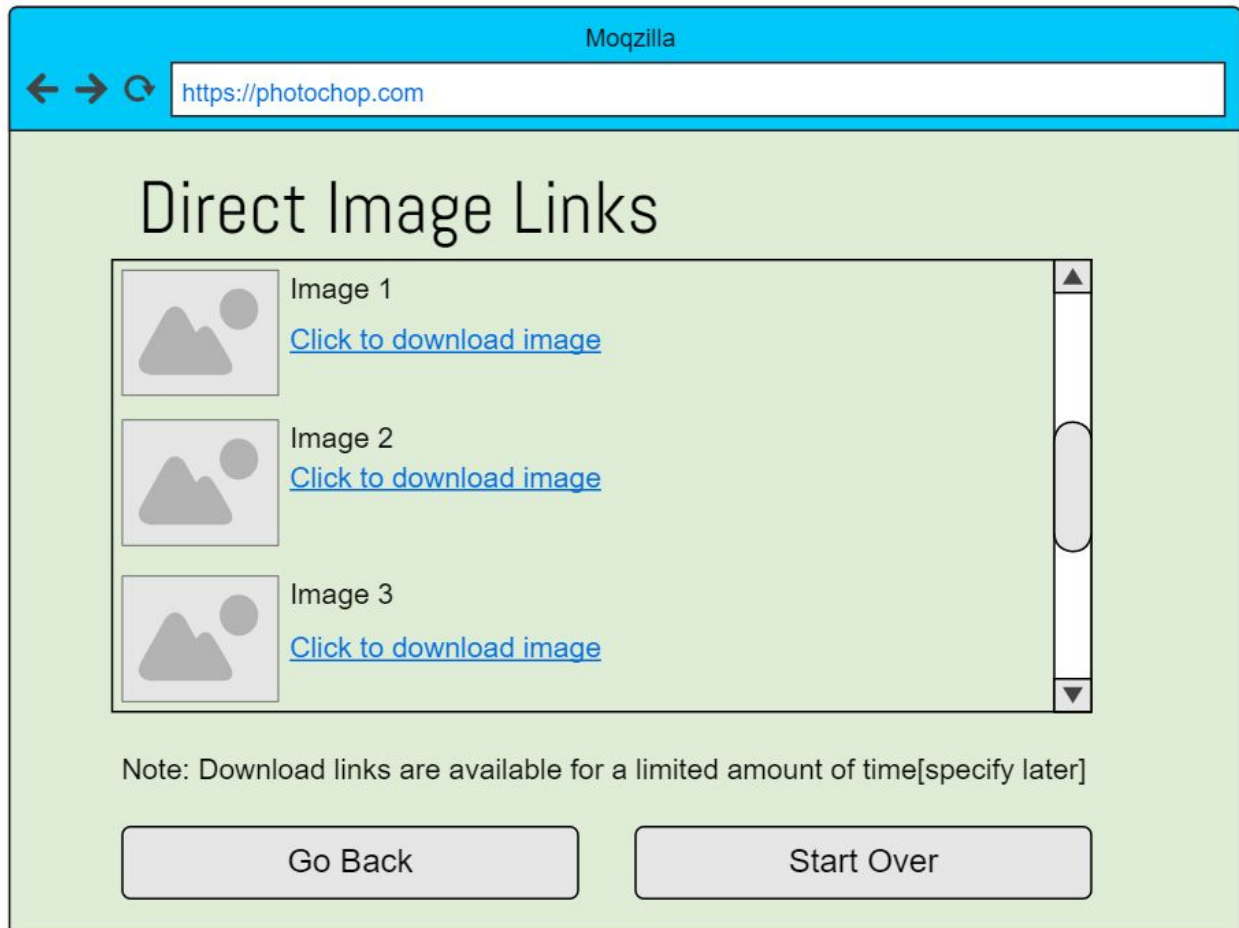 Moqzilla
https://photochop.com
Direct Image Links
Image 1
Click to download image
Image 2
Click to download image
Image 3
Click to download image
Note: Download links are available for a limited amount of time[specify later]
Go Back
Start Over